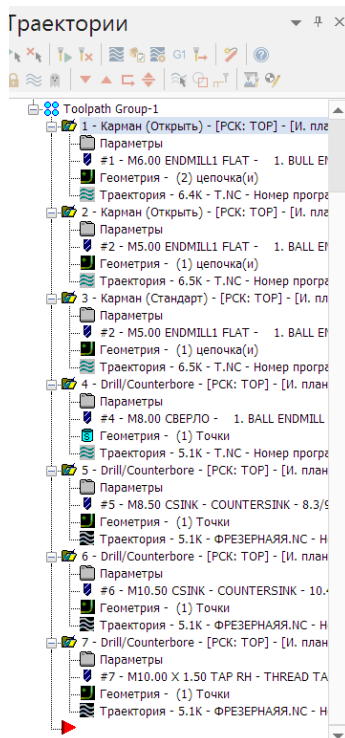 Траектории
G1
Toolpath Group-1
1 - Карман (Открыть) - [РСК: TOP] - [И. пла
Параметры
#1 - M6.00 ENDMILL1 FLAT - 1. BULL EN
Геометрия - (2) цепочка(и)
Траектория - 6.4K - T.NC - Номер програ
2 - Карман (Открыть) - [РСК: TOP] - [И. пла
Параметры
#2 - M5.00 ENDMILL1 FLAT - 1. BALL EN
Геометрия - (1) цепочка(и)
Траектория - 6.5K - T.NC - Номер програ
3 - Карман (Стандарт) - [РСК: TOP] - [И. пл
Параметры
#2 - M5.00 ENDMILL1 FLAT - 1. BALL EN
Геометрия - (1) цепочка(и)
Траектория - 6.5K - T.NC - Номер програ
4 - Drill/Counterbore - [РСК: TOP] - [И. план
Параметры
#4 - M8.00 СВЕРЛО - 1. BALL ENDMILL
Геометрия - (1) Точки
Траектория - 5.1K - T.NC - Номер програ
5 - Drill/Counterbore - [РСК: TOP] - [И. план
Параметры
#5 - M8.50 CSINK - COUNTERSINK - 8.3/9
Геометрия - (1) Точки
Траектория - 5.1K - ФРЕЗЕРНАЯЯ.NC - Н
6 - Drill/Counterbore - [РСК: TOP] - [И. план
Параметры
#6 - M10.50 CSINK - COUNTERSINK - 10.4
Геометрия - (1) Точки
Траектория - 5.1K - ФРЕЗЕРНАЯЯ.NC - Н
7 - Drill/Counterbore - [РСК: TOP] - [И. план
Параметры
#7 - M10.00 X 1.50 TAP RH - THREAD TA
Геометрия - (1) Точки
Траектория - 5.1K - ФРЕЗЕРНАЯЯ.NC - Н